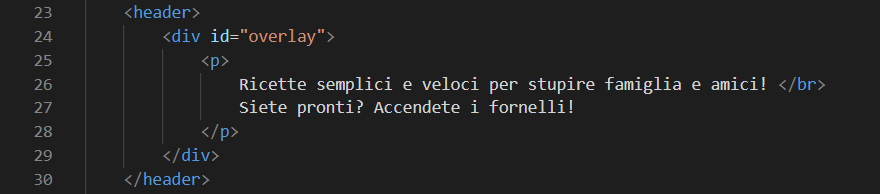 23 <header>
24 <div id="overlay">
25 <p>
26 Ricette semplici e veloci per stupire famiglia e amici! </br>
27 Siete pronti? Accendete i fornelli!
28 </p>
29 </div>
30 </header>